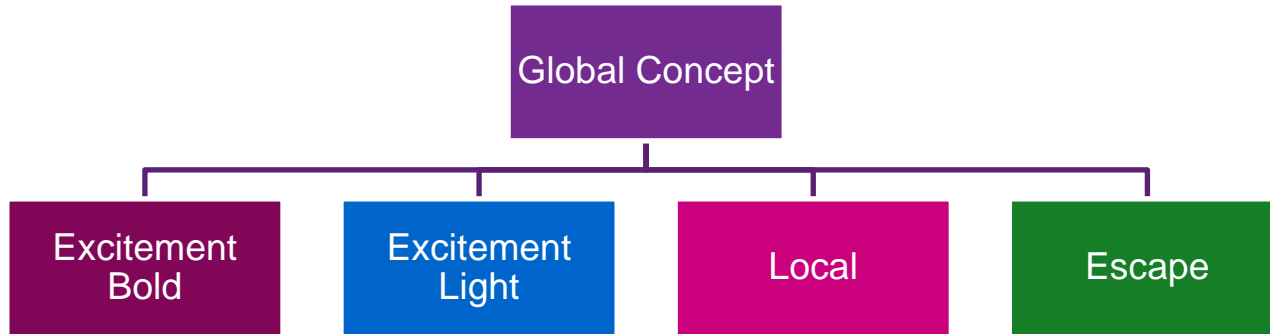 Global Concept
Excitement
Bold
Excitement
Light
Local
Escape